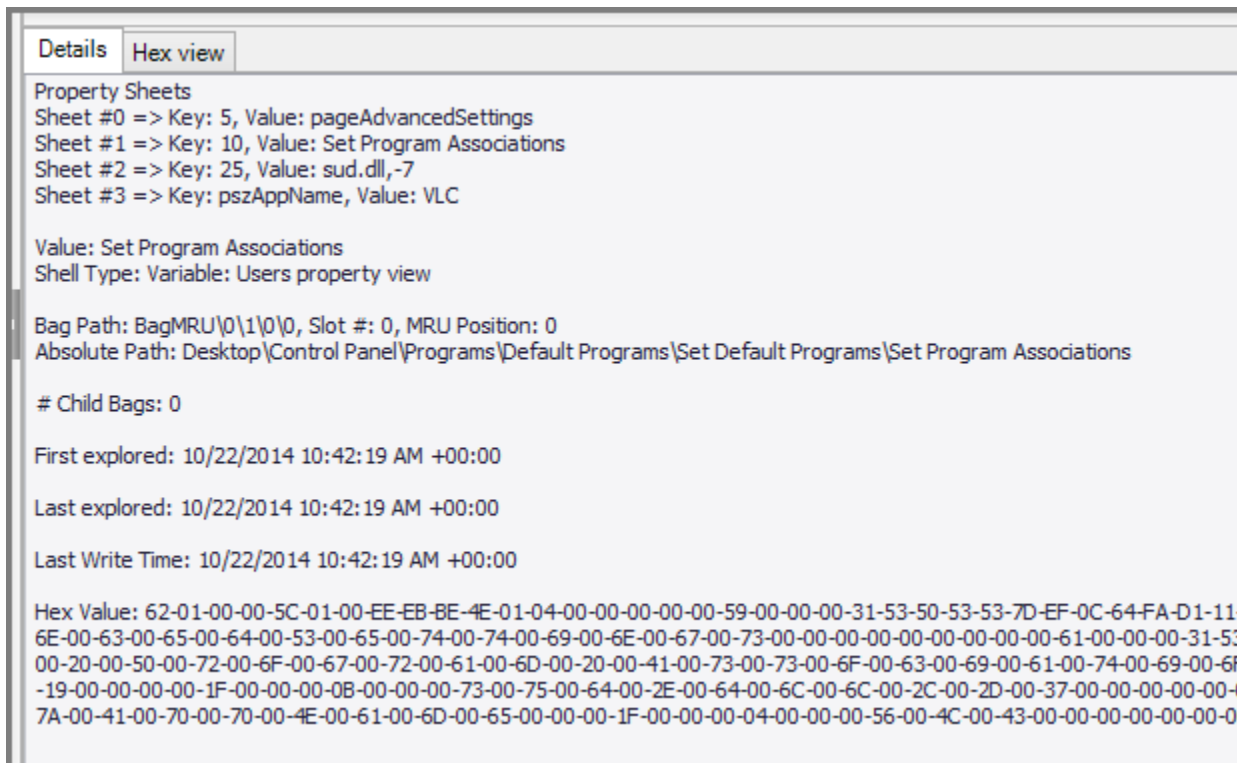 Details Hex view
Property Sheets
Sheet #0 => Key: 5, Value: pageAdvancedSettings
Sheet #1 => Key: 10, Value: Set Program Associations
Sheet #2 => Key: 25, Value: sud.dll,-7
Sheet #3 => Key: pszAppName, Value: VLC
Value: Set Program Associations
Shell Type: Variable: Users property view
Bag Path: BagMRU\0\1\0\0, Slot #: 0, MRU Position: 0
Absolute Path: Desktop\Control Panel\Programs\Default Programs\Set Default Programs\Set Program Associations
# Child Bags: 0
First explored: 10/22/2014 10:42:19 AM +00:00
Last explored: 10/22/2014 10:42:19 AM +00:00
Last Write Time: 10/22/2014 10:42:19 AM +00:00
Hex Value: 62-01-00-00-5C-01-00-EE-EB-BE-4E-01-04-00-00-00-00-00-59-00-00-00-31-53-50-53-53-7D-EF-0C-64-FA-D1-11-
6E-00-63-00-65-00-64-00-53-00-65-00-74-00-74-00-69-00-6E-00-67-00-73-00-00-00-00-00-00-00-00-00-61-00-00-00-31-53
00-20-00-50-00-72-00-6F-00-67-00-72-00-61-00-6D-00-20-00-41-00-73-00-73-00-6F-00-63-00-69-00-61-00-74-00-69-00-6F
-19-00-00-00-00-1F-00-00-00-0B-00-00-00-73-00-75-00-64-00-2E-00-64-00-6C-00-6C-00-2C-00-2D-00-37-00-00-00-00-00-
7A-00-41-00-70-00-70-00-4E-00-61-00-6D-00-65-00-00-00-1F-00-00-00-04-00-00-00-56-00-4C-00-43-00-00-00-00-00-00-0